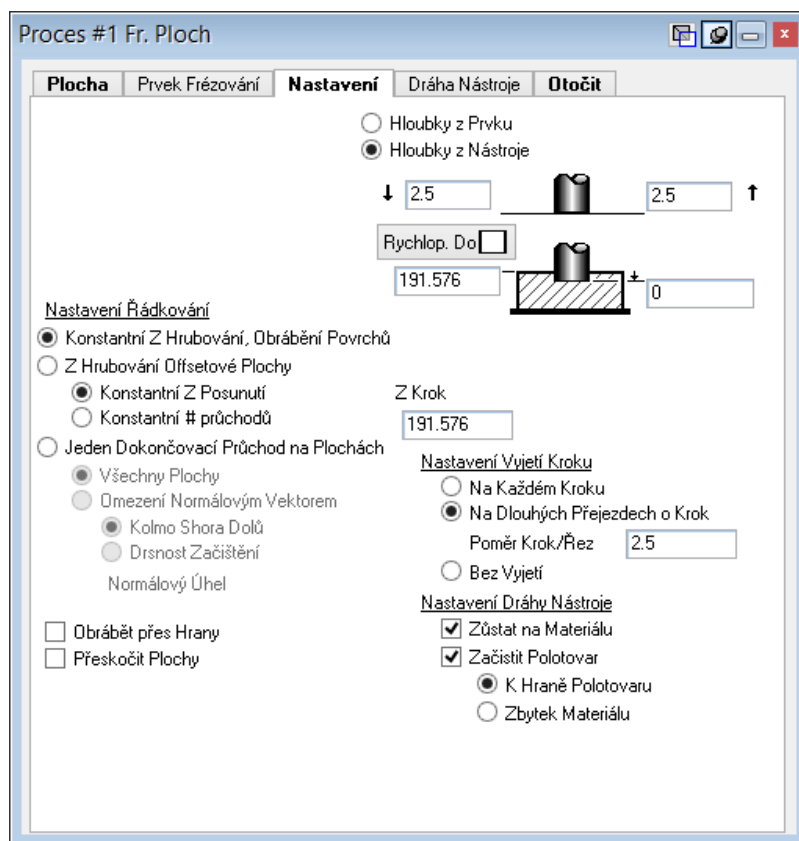 Proces #1 Fr. Ploch
Plocha Prvek Frézování Nastavení Dráha Nástroje Otočit
Hloubky z Prvku
Hloubky z Nástroje
2.5 2.5
Rychlop. Do
191.576 0
Nastavení Řádkování
Konstantní Z Hrubování, Obrábění Povrchů
Z Hrubování Offsetové Plochy
Konstantní Z Posunutí
Konstantní # průchodů
Z Krok
191.576
Jeden Dokončovací Průchod na Plochách
Všechny Plochy
Omezení Normálovým Vektorem
Kolmo Shora Dolů
Drsnost Začištění
Normálový Úhel
Nastavení Vyjetí Kroku
Na Každém Kroku
Na Dlouhých Přejezdech o Krok
Poměr Krok/Řez 2.5
Bez Vyjetí
Obrábět přes Hrany
Přeskočit Plochy
Nastavení Dráhy Nástroje
Zůstat na Materiálu
Začistit Polotovar
K Hraně Polotovaru
Zbytek Materiálu